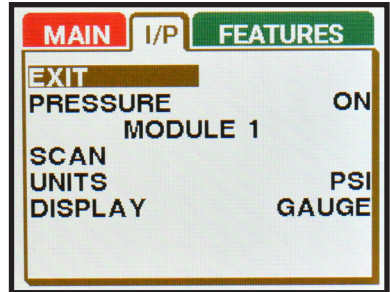 MAIN I/P FEATURES
EXIT
PRESSURE ON
MODULE 1
SCAN
UNITS PSI
DISPLAY GAUGE